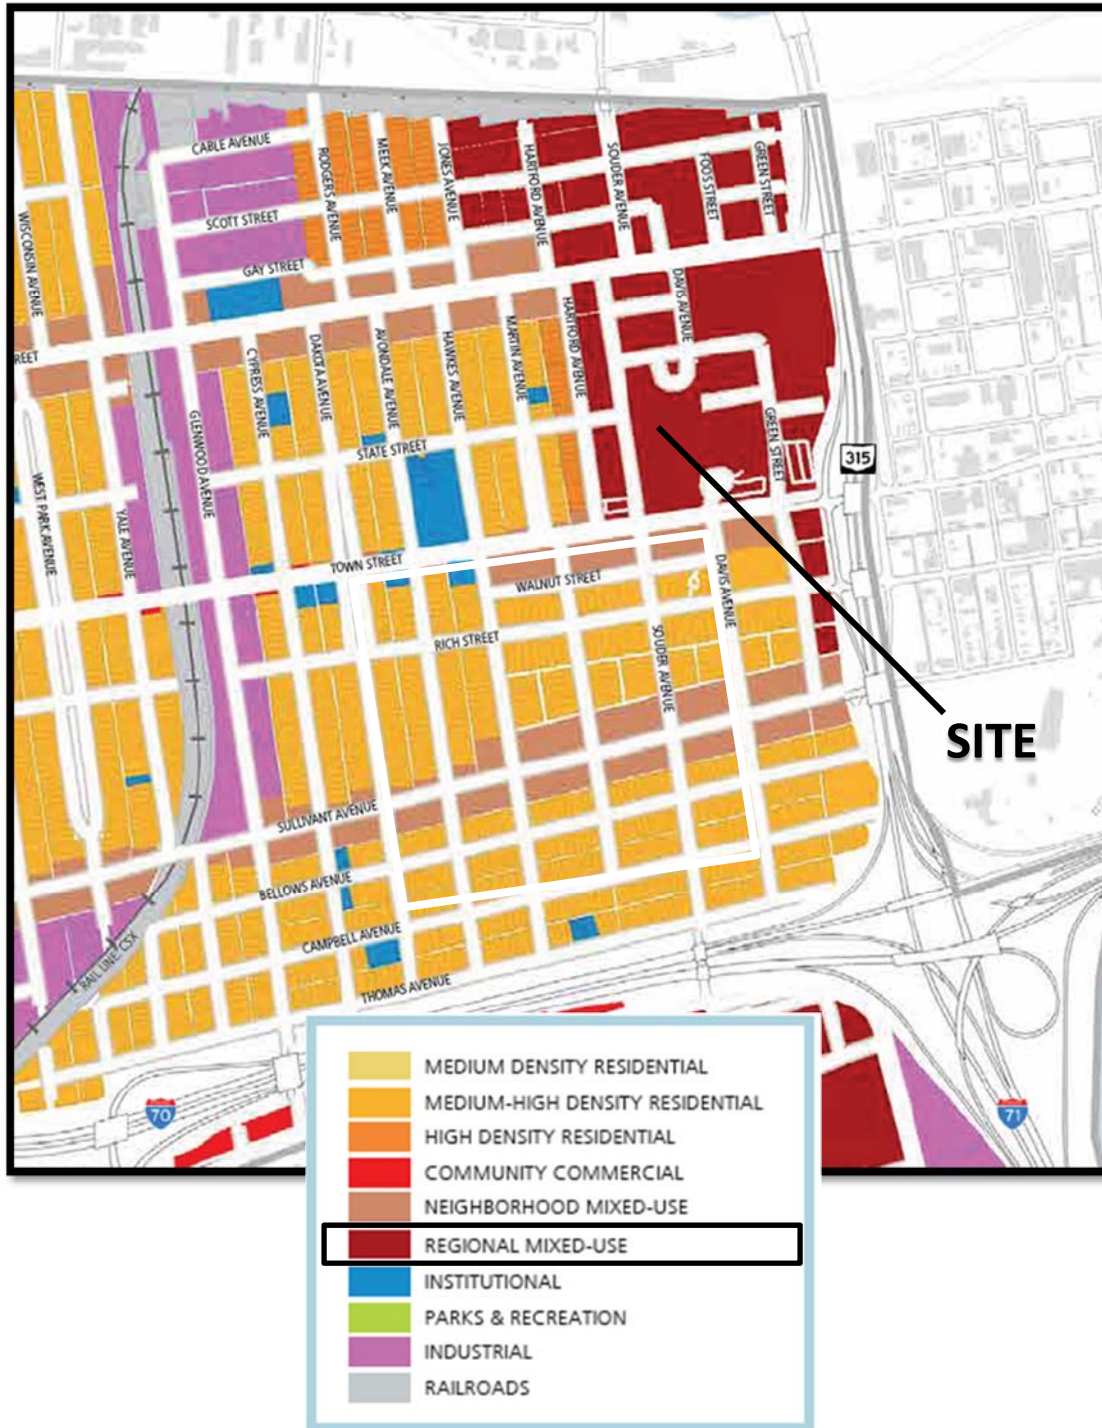 CABLE AVENUE
SCOTT STREET
GAY STREET
RODGERS AVENUE
MEEK AVENUE
JONES AVENUE
HARTFORD AVENUE
SOUDER AVENUE
FOOS STREET
GREEN STREET
WISCONSIN AVENUE
REET
CYPRESS AVENUE
DAKOTA AVENUE
AVONDALE AVENUE
HAWKES AVENUE
MARTIN AVENUE
HARTFORD AVENUE
DAVIS AVENUE
GLENWOOD AVENUE
STATE STREET
GREEN STREET
315
WEST PARK AVENUE
YALE AVENUE
TOWN STREET
WALNUT STREET
DAVIS AVENUE
RICH STREET
SOUDER AVENUE
SITE
SULLIVANT AVENUE
BELLOWS AVENUE
CAMPBELL AVENUE
RAIL LINE, CSX
THOMAS AVENUE
70
71
MEDIUM DENSITY RESIDENTIAL
MEDIUM-HIGH DENSITY RESIDENTIAL
HIGH DENSITY RESIDENTIAL
COMMUNITY COMMERCIAL
NEIGHBORHOOD MIXED-USE
REGIONAL MIXED-USE
INSTITUTIONAL
PARKS & RECREATION
INDUSTRIAL
RAILROADS